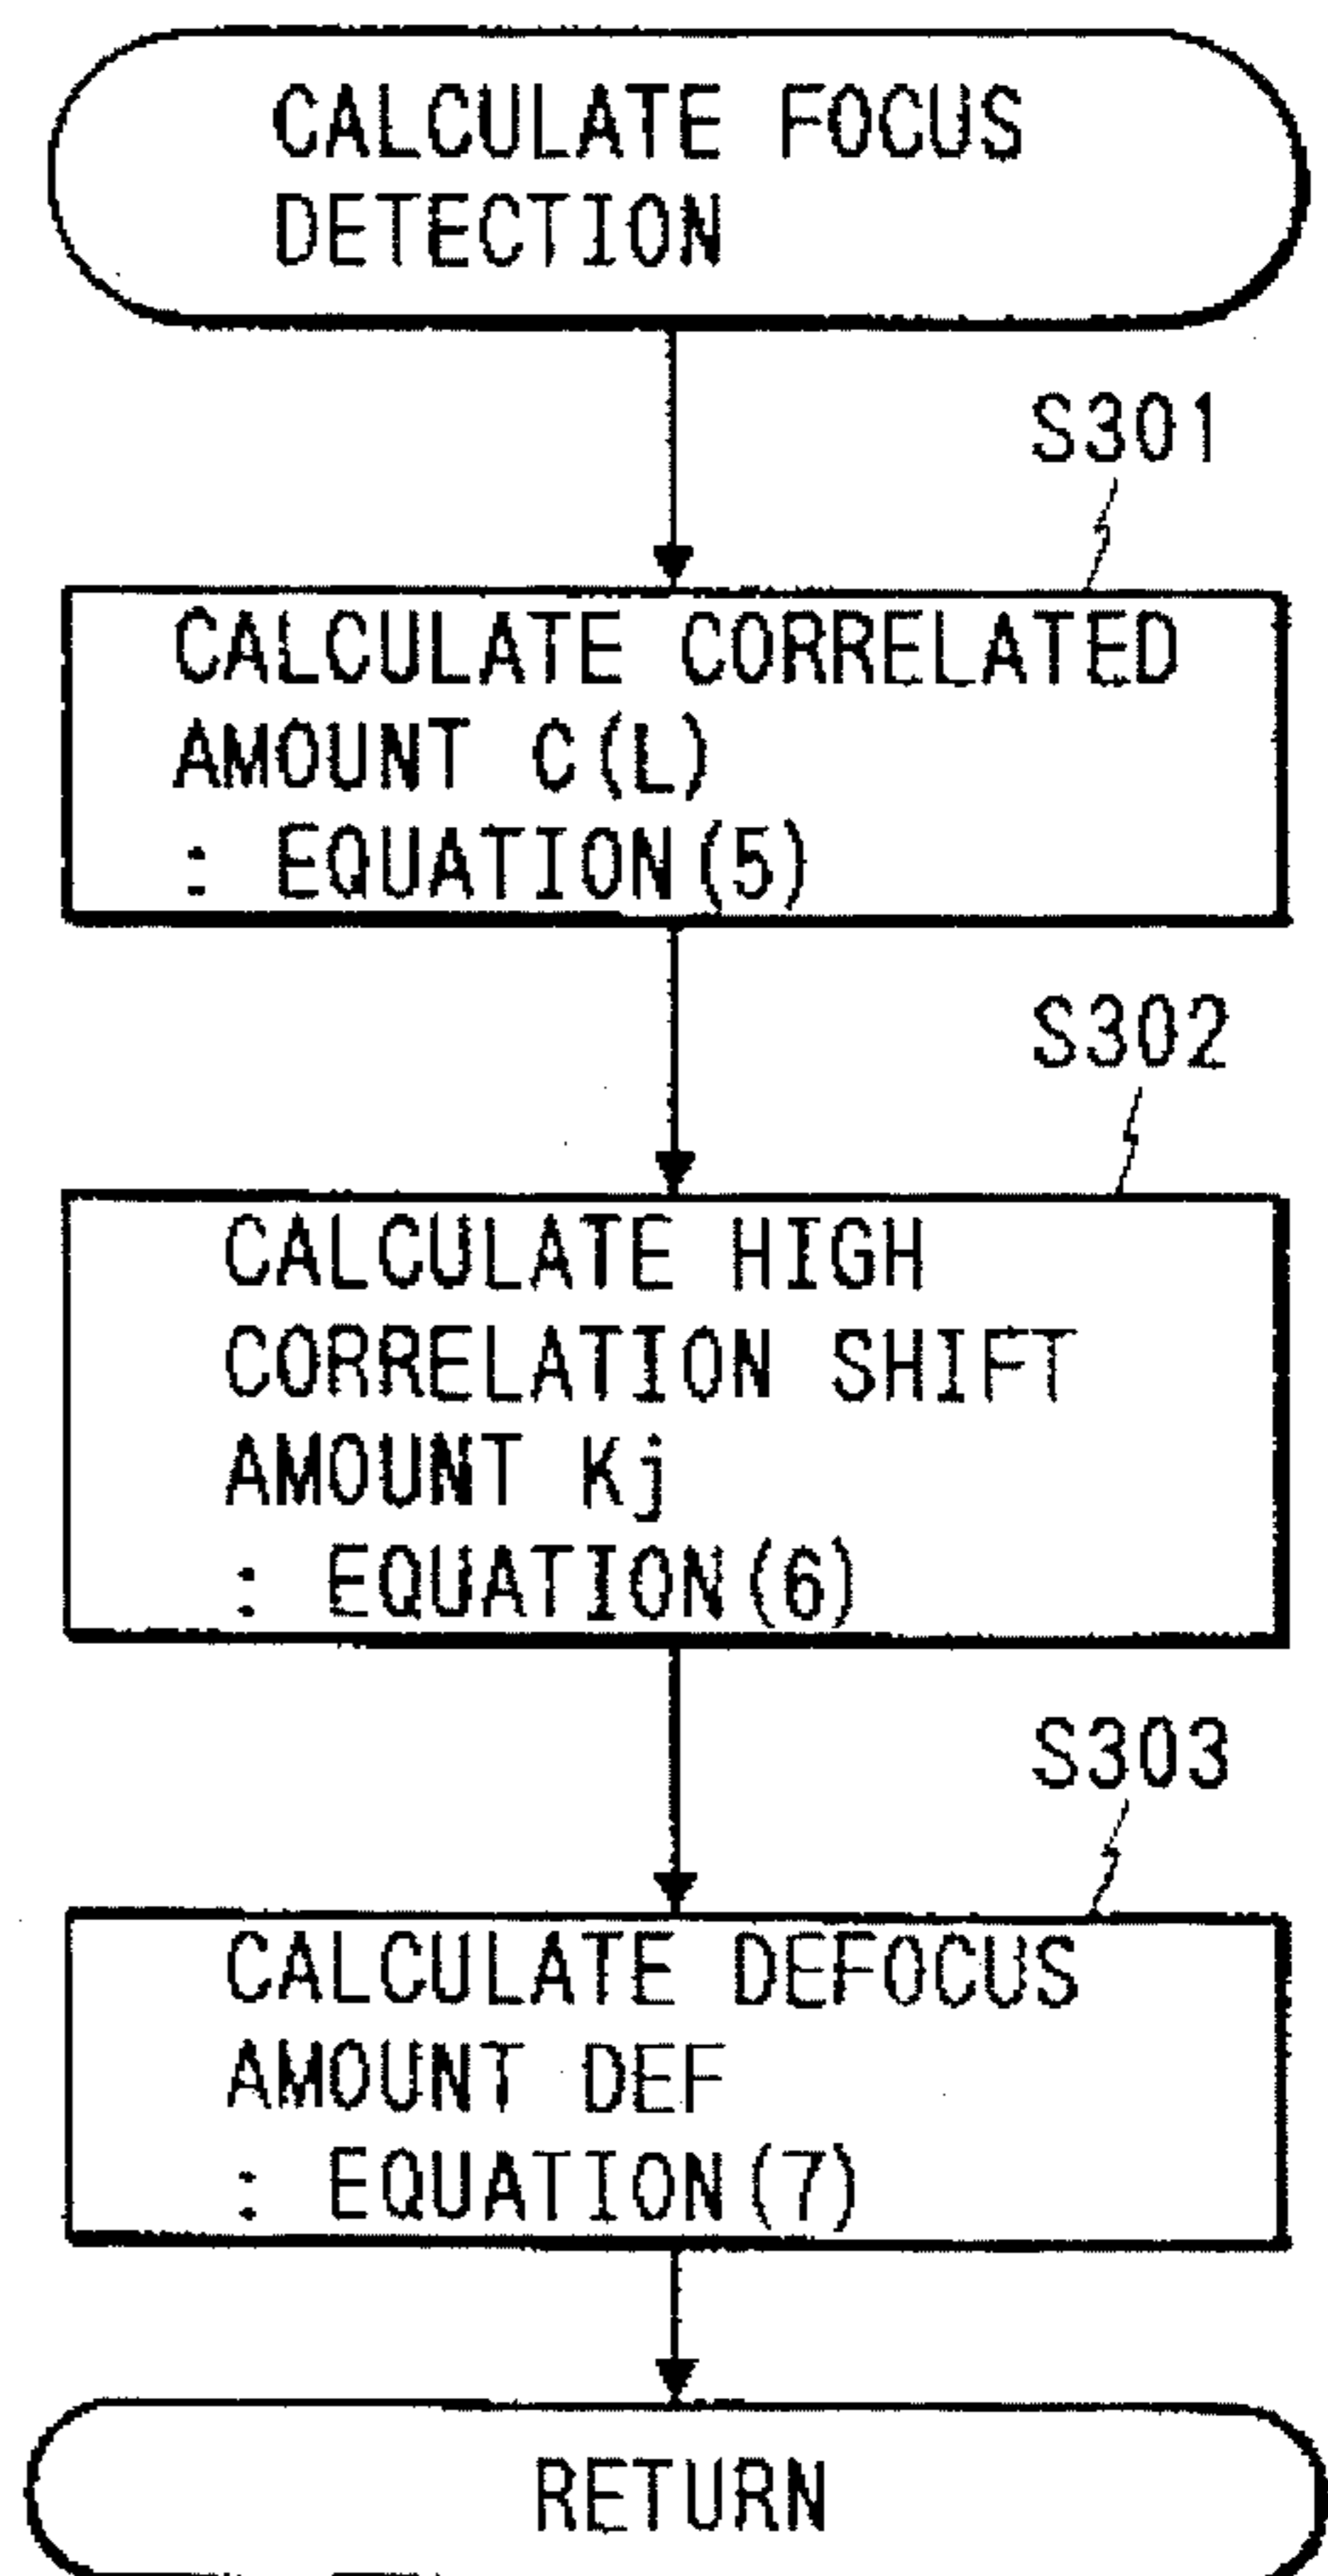 CALCULATE FOCUS
DETECTION
S301
CALCULATE CORRELATED
AMOUNT C(L)
: EQUATION(5)
S302
CALCULATE HIGH
CORRELATION SHIFT
AMOUNT Kj
: EQUATION(6)
S303
CALCULATE DEFOCUS
AMOUNT DEF
: EQUATION(7)
RETURN